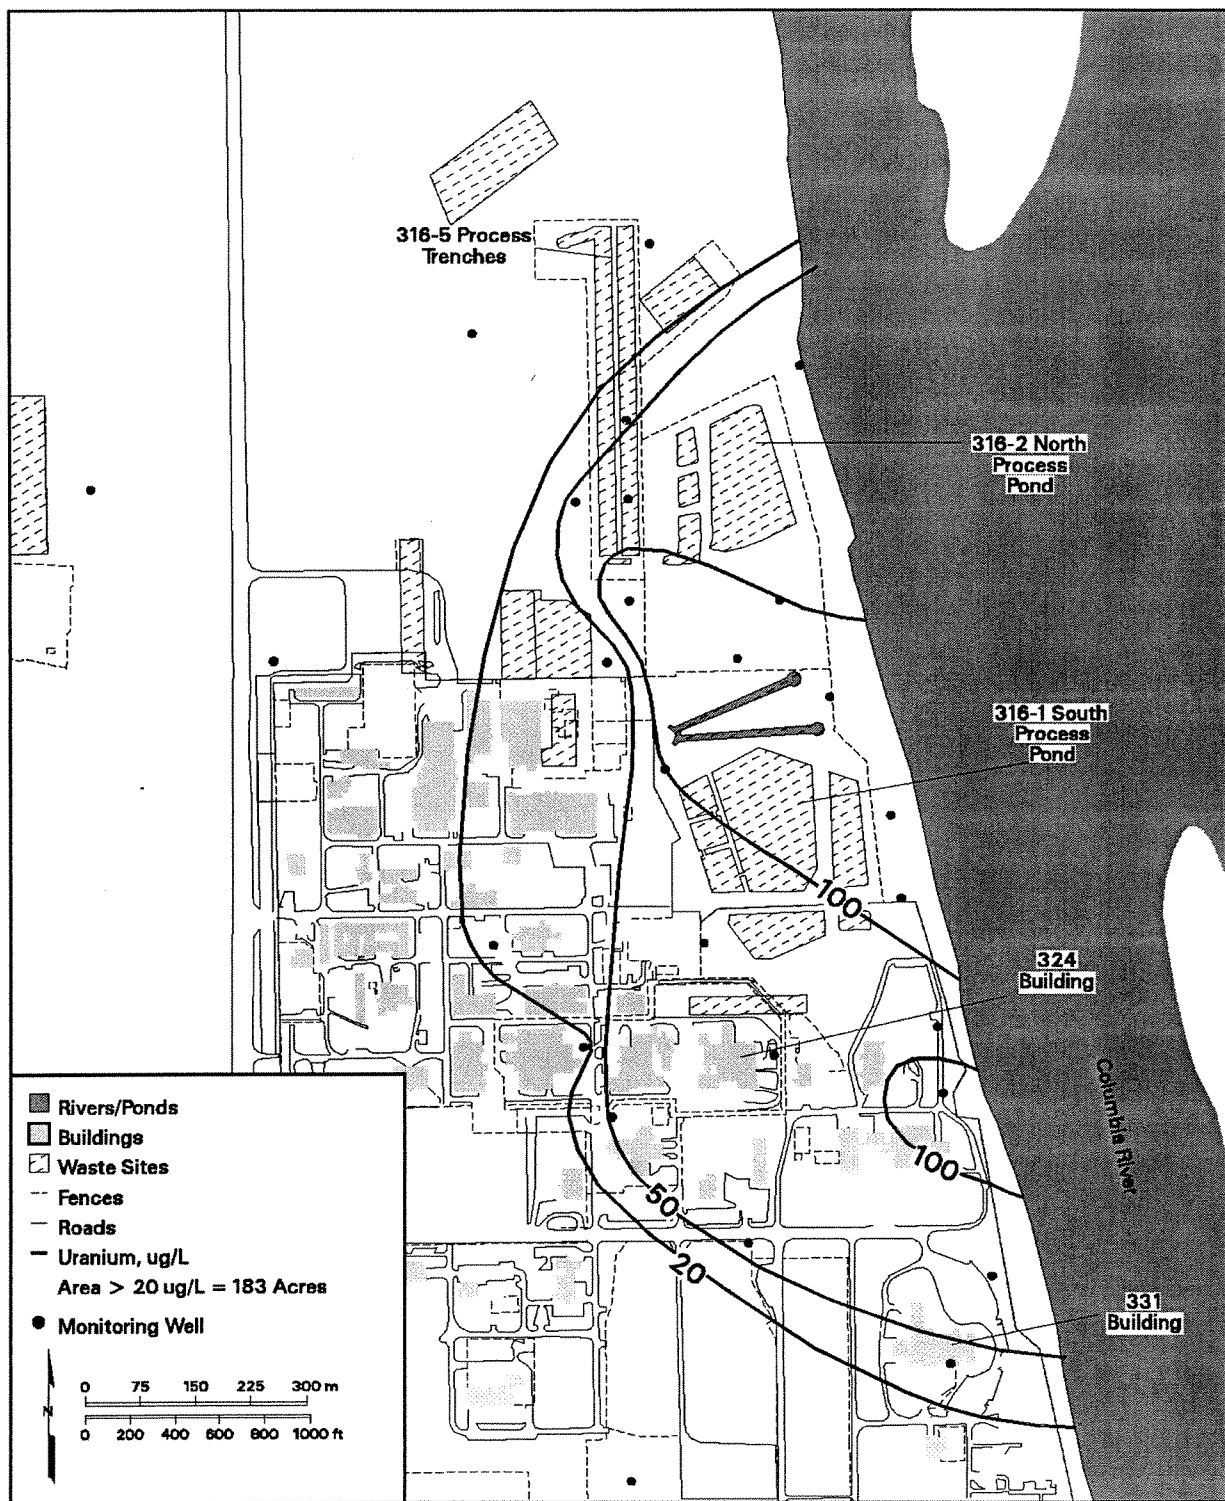 316-5 Process
Trenches
316-2 North
Process
Pond
316-1 South
Process
Pond
100
324
Building
Columbia River
100
50
20
331
Building
Rivers/Ponds
Buildings
Waste Sites
Fences
Roads
Uranium, ug/L
Area > 20 ug/L = 183 Acres
Monitoring Well
N
0 75 150 225 300 m
0 200 400 600 800 1000 ft